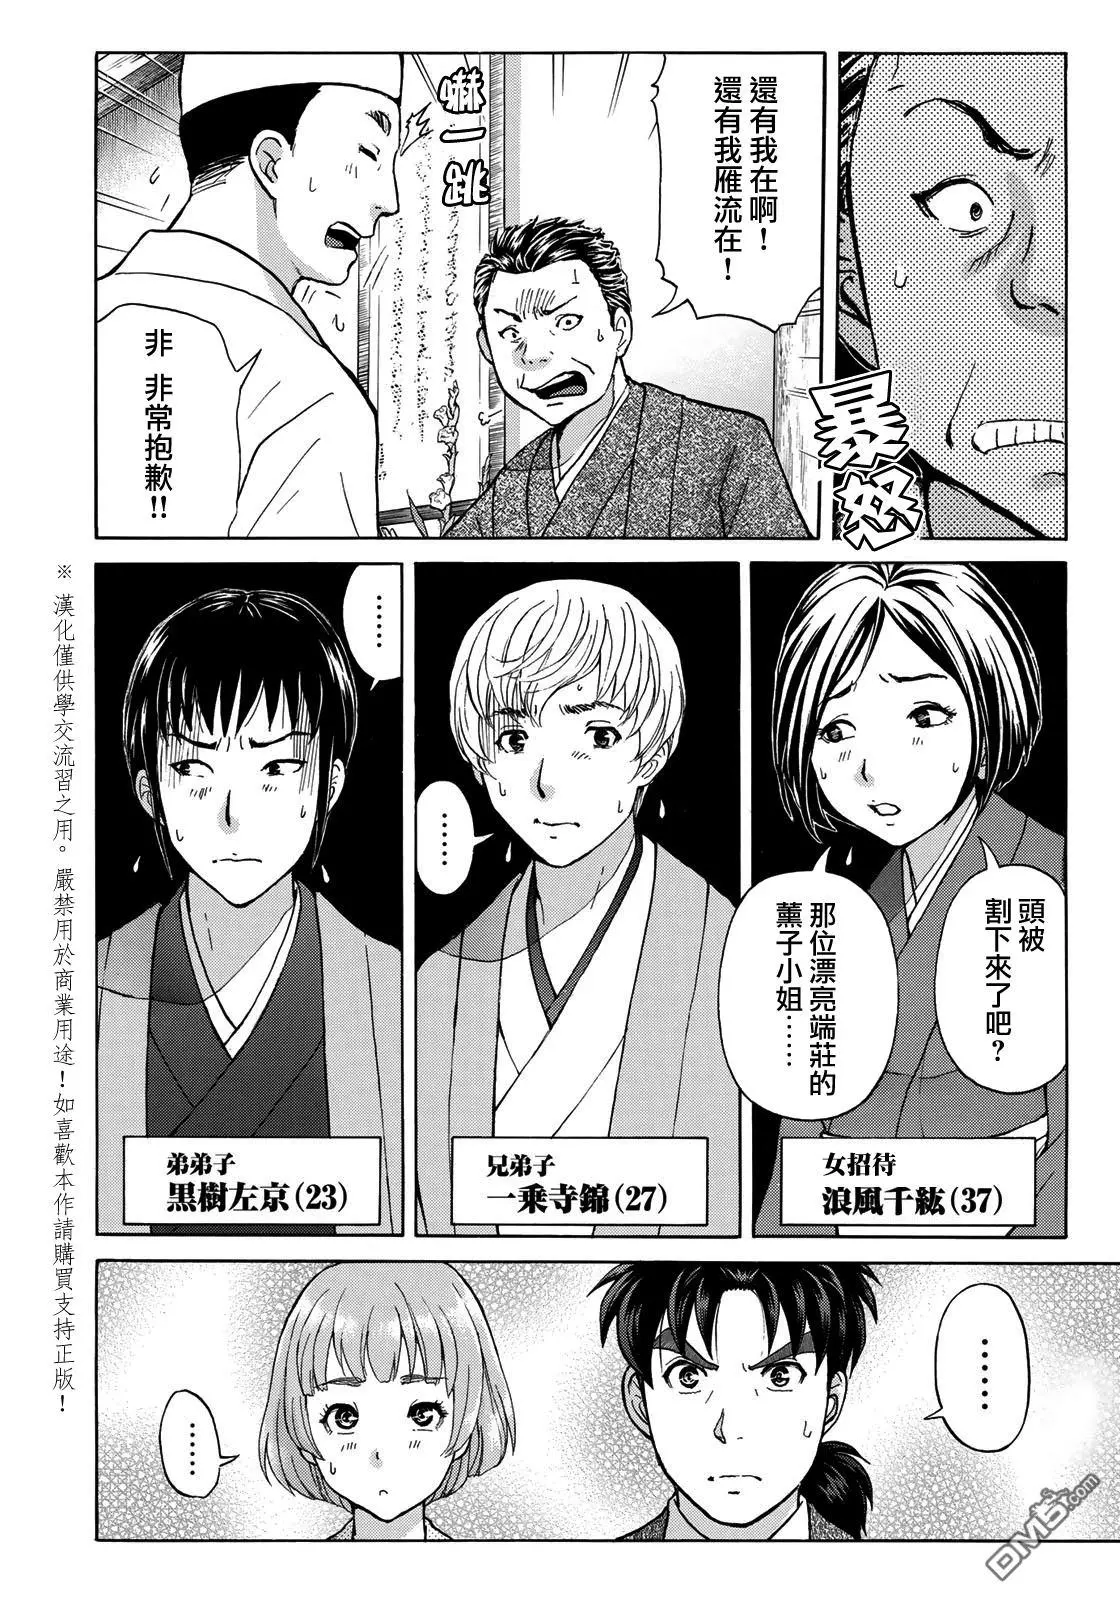 暴怒
還有我在啊！
還有我雁流在！
嚇一跳
非 非常抱歉!!
頭被
割下來了吧?
那位漂亮端莊的
薰子小姐……
女招待
浪風千紘(37)
……
兄弟子
一乘寺錦(27)
……
弟弟子
黒樹左京(23)
……
……
※ 漢化僅供學交流習之用。嚴禁用於商業用途！如喜歡本作請購買支持正版！
DM5.com